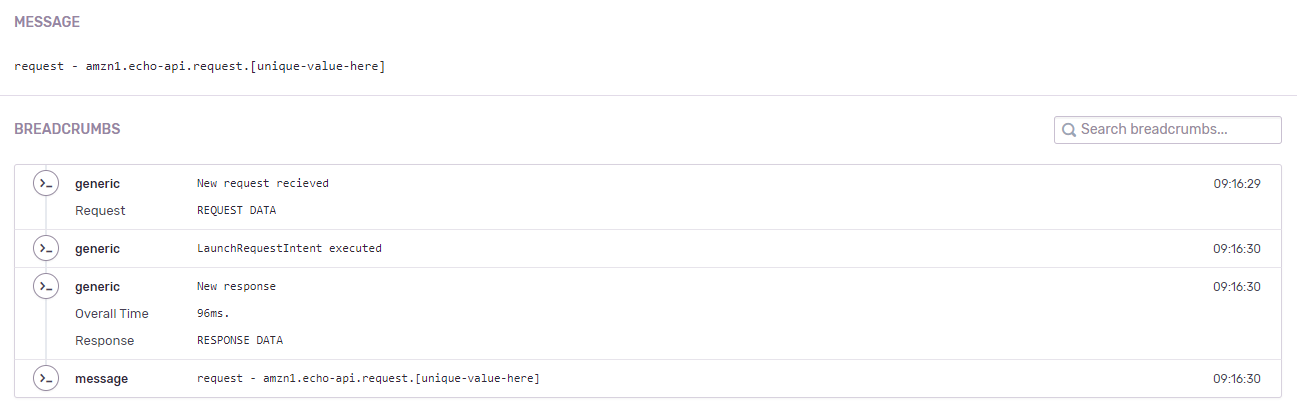 MESSAGE
request - amzn1.echo-api.request.[unique-value-here]
BREADCRUMBS
Search breadcrumbs...
generic New request recieved 09:16:29
Request REQUEST DATA
generic LaunchRequestIntent executed 09:16:30
generic New response 09:16:30
Overall Time 96ms.
Response RESPONSE DATA
message request - amzn1.echo-api.request.[unique-value-here] 09:16:30